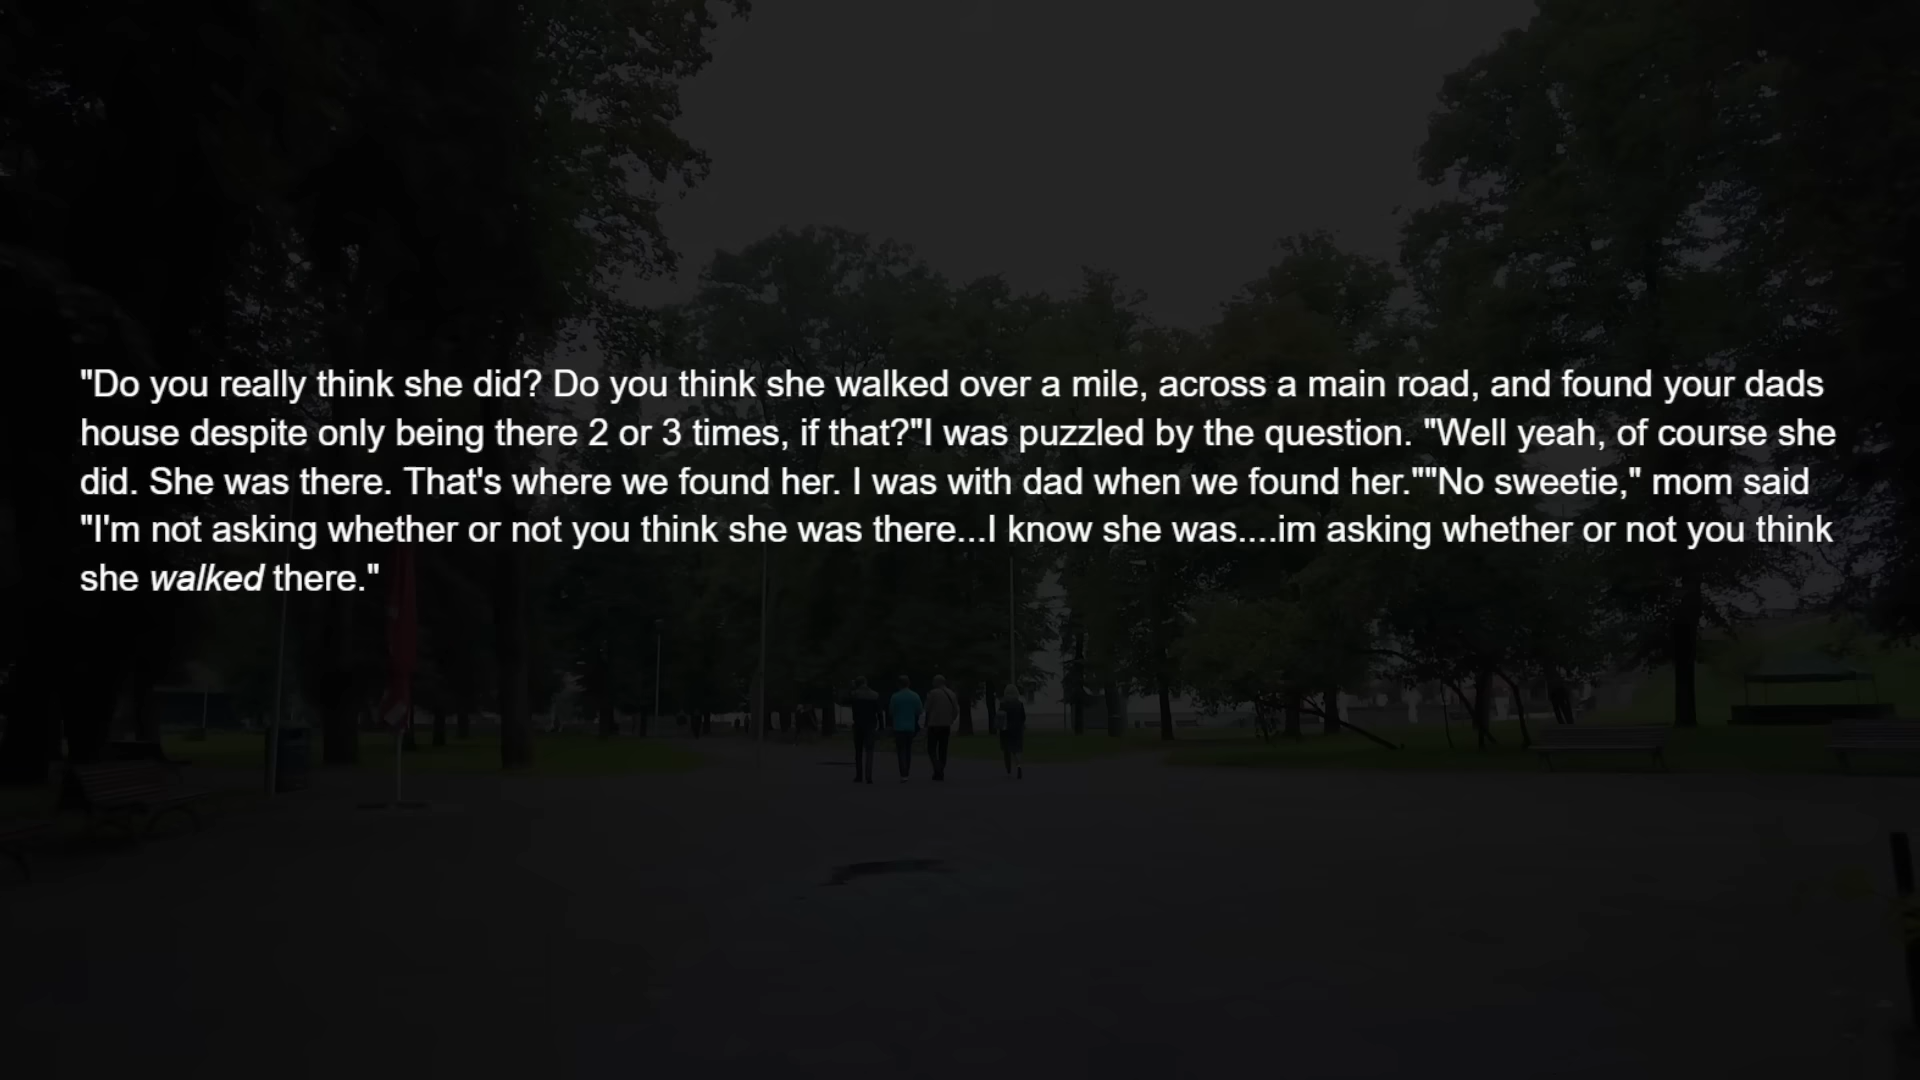 "Do you really think she did? Do you think she walked over a mile, across a main road, and found your dads
house despite only being there 2 or 3 times, if that?"I was puzzled by the question. "Well yeah, of course she
did. She was there. That's where we found her. I was with dad when we found her.""No sweetie," mom said
"I'm not asking whether or not you think she was there...I know she was....im asking whether or not you think
she walked there."